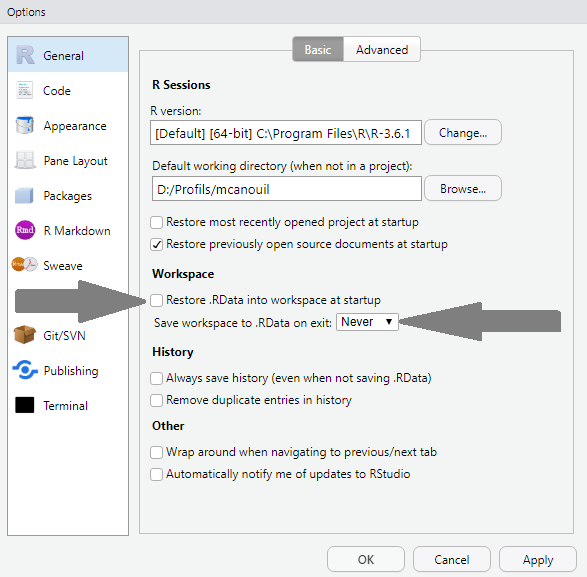 Options
General
Code
Appearance
Pane Layout
Packages
Rmd R Markdown
Sweave
Git/SVN
Publishing
Terminal
Basic Advanced
R Sessions
R version:
[Default] [64-bit] C:\Program Files\R\R-3.6.1 Change...
Default working directory (when not in a project):
D:/Profils/mcanouil Browse...
Restore most recently opened project at startup
Restore previously open source documents at startup
Workspace
Restore .RData into workspace at startup
Save workspace to .RData on exit: Never
History
Always save history (even when not saving .RData)
Remove duplicate entries in history
Other
Wrap around when navigating to previous/next tab
Automatically notify me of updates to RStudio
OK Cancel Apply